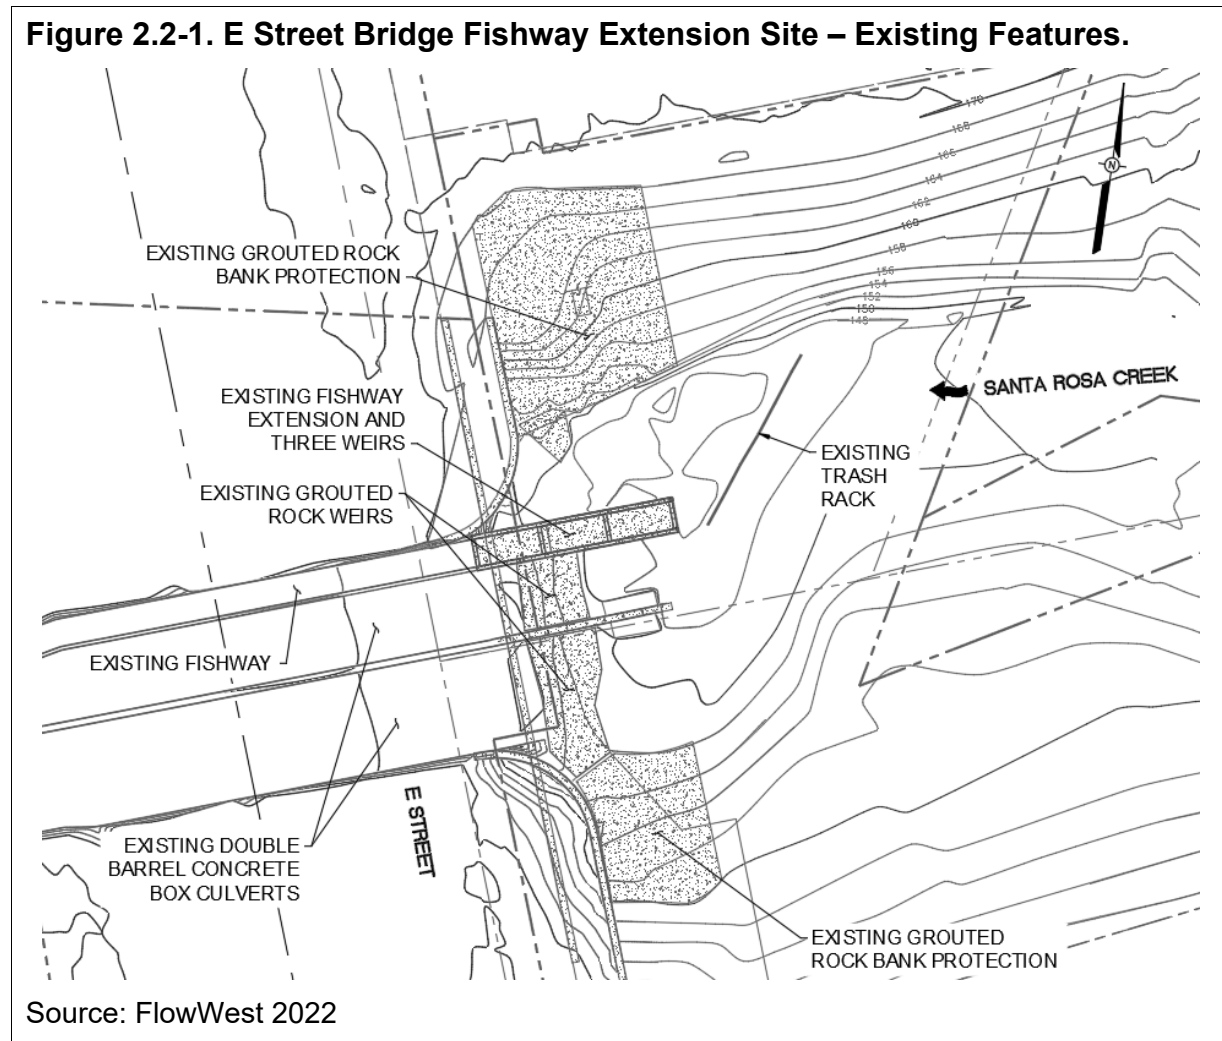 Figure 2.2-1. E Street Bridge Fishway Extension Site – Existing Features.
170
168
166
164
162
160
158
156
154
152
150
148
N
EXISTING GROUTED ROCK
BANK PROTECTION
SANTA ROSA CREEK
EXISTING FISHWAY
EXTENSION AND
THREE WEIRS
EXISTING
TRASH
RACK
EXISTING GROUTED
ROCK WEIRS
EXISTING FISHWAY
E STREET
EXISTING DOUBLE
BARREL CONCRETE
BOX CULVERTS
EXISTING GROUTED
ROCK BANK PROTECTION
Source: FlowWest 2022